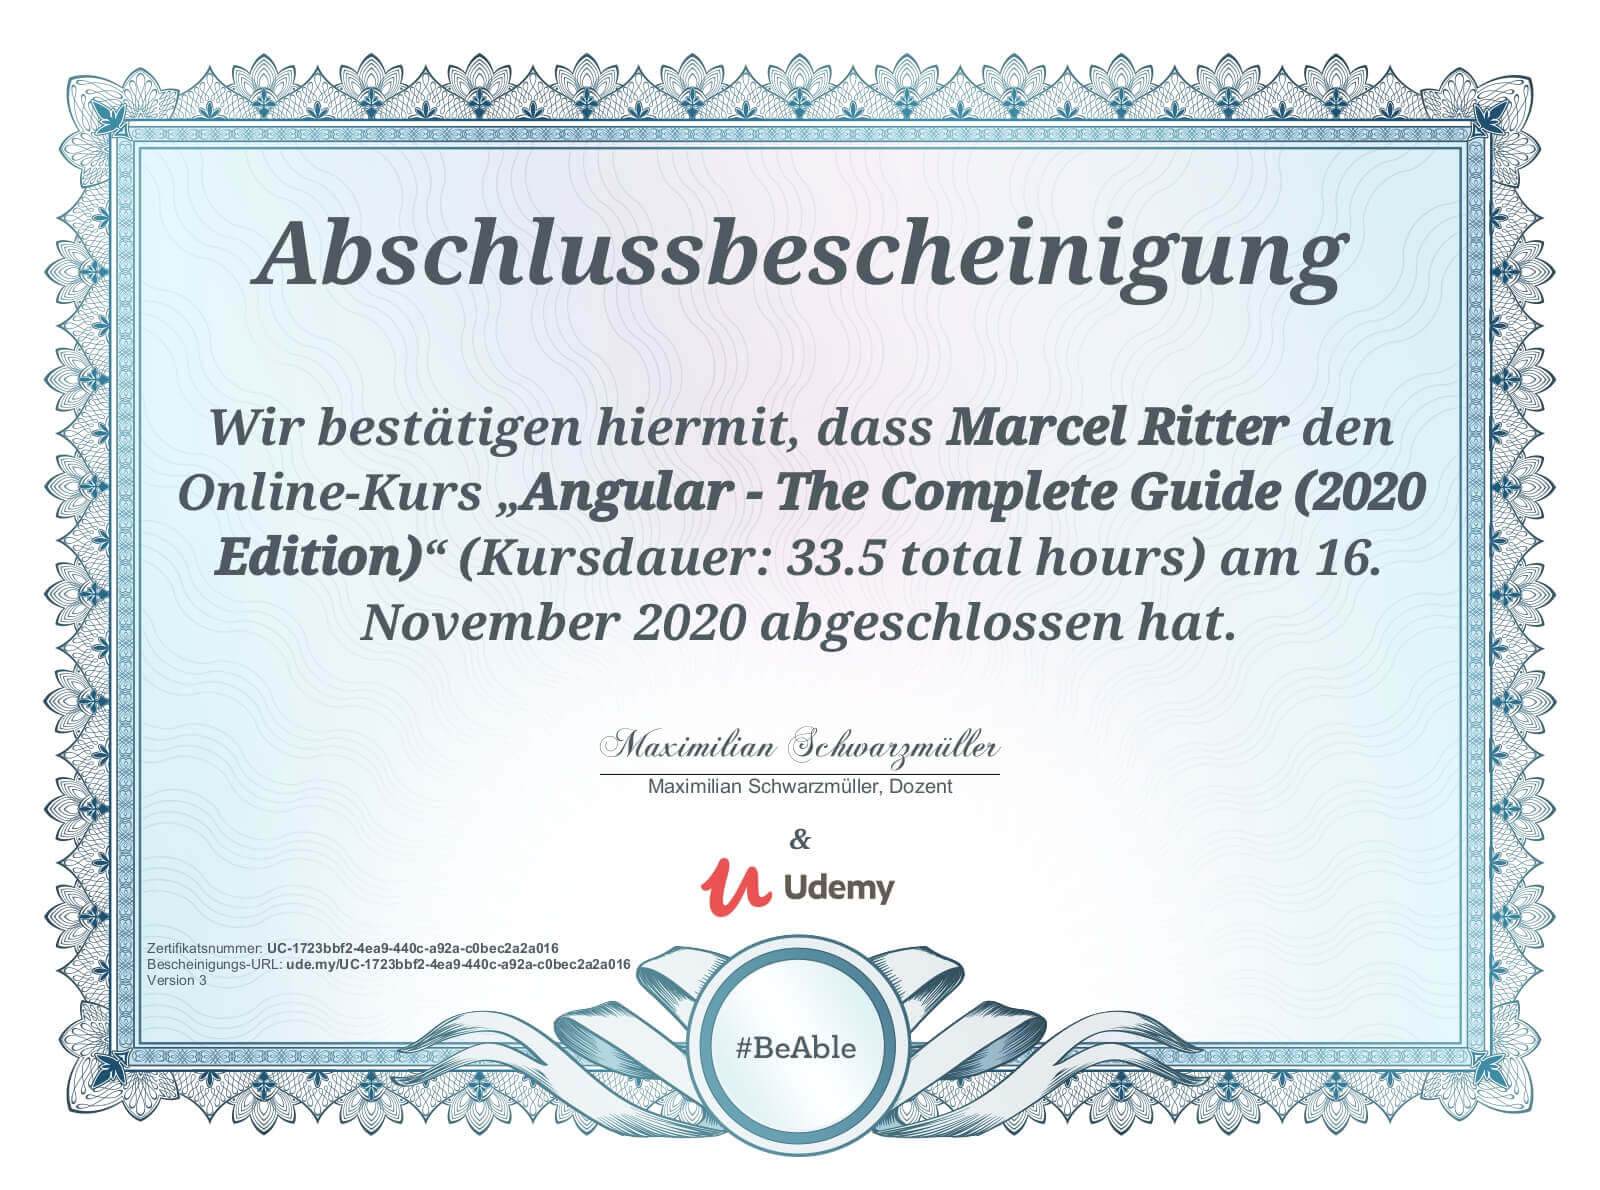 Abschlussbescheinigung
Wir bestätigen hiermit, dass Marcel Ritter den
Online-Kurs „Angular - The Complete Guide (2020
Edition)“ (Kursdauer: 33.5 total hours) am 16.
November 2020 abgeschlossen hat.
Maximilian Schwarzmüller
Maximilian Schwarzmüller, Dozent
&
Udemy
Zertifikatsnummer: UC-1723bbf2-4ea9-440c-a92a-c0bec2a2a016
Bescheinigungs-URL: ude.my/UC-1723bbf2-4ea9-440c-a92a-c0bec2a2a016
Version 3
#BeAble